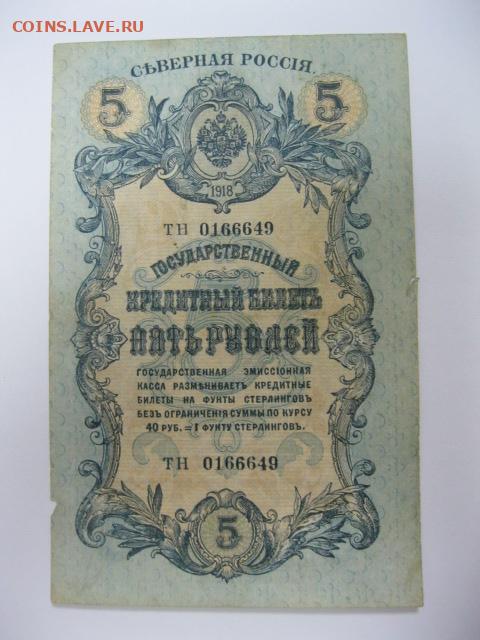 COINS.LAVE.RU
СѢВЕРНАЯ РОССІЯ.
5 5
1918
ТН 0166649
ГОСУДАРСТВЕННЫЙ
КРЕДИТНЫЙ БИЛЕТЪ
ПЯТЬ РУБЛЕЙ
ГОСУДАРСТВЕННАЯ ЭМИССІОННАЯ
КАССА РАЗМѢНИВАЕТЪ КРЕДИТНЫЕ
БИЛЕТЫ НА ФУНТЫ СТЕРЛИНГОВЪ
БЕЗЪ ОГРАНИЧЕНІЯ СУММЫ ПО КУРСУ
40 РУБ.=1 ФУНТУ СТЕРЛИНГОВЪ.
ТН 0166649
5